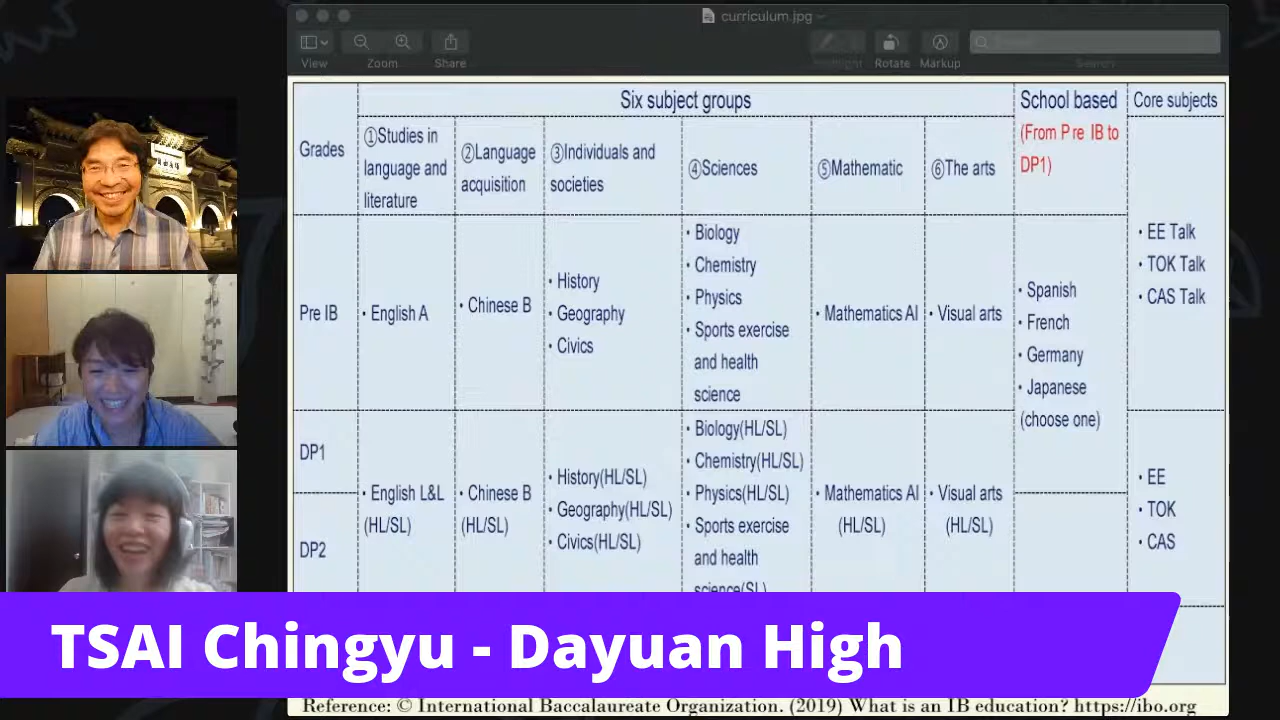 curriculum.jpg
View
Zoom
Share
Highlight
Rotate
Markup
Search
Six subject groups
School based
(From Pre IB to
DP1)
Core subjects
Grades
①Studies in
language and
literature
②Language
acquisition
③Individuals and
societies
④Sciences
⑤Mathematic
⑥The arts
Pre IB
• English A
• Chinese B
• History
• Geography
• Civics
• Biology
• Chemistry
• Physics
• Sports exercise
and health
science
• Mathematics AI
• Visual arts
• Spanish
• French
• Germany
• Japanese
(choose one)
• EE Talk
• TOK Talk
• CAS Talk
DP1
DP2
• English L&L
(HL/SL)
• Chinese B
(HL/SL)
• History(HL/SL)
• Geography(HL/SL)
• Civics(HL/SL)
• Biology(HL/SL)
• Chemistry(HL/SL)
• Physics(HL/SL)
• Sports exercise
and health
science(SL)
• Mathematics AI
(HL/SL)
• Visual arts
(HL/SL)
• EE
• TOK
• CAS
TSAI Chingyu - Dayuan High
Reference: © International Baccalaureate Organization. (2019) What is an IB education? https://ibo.org